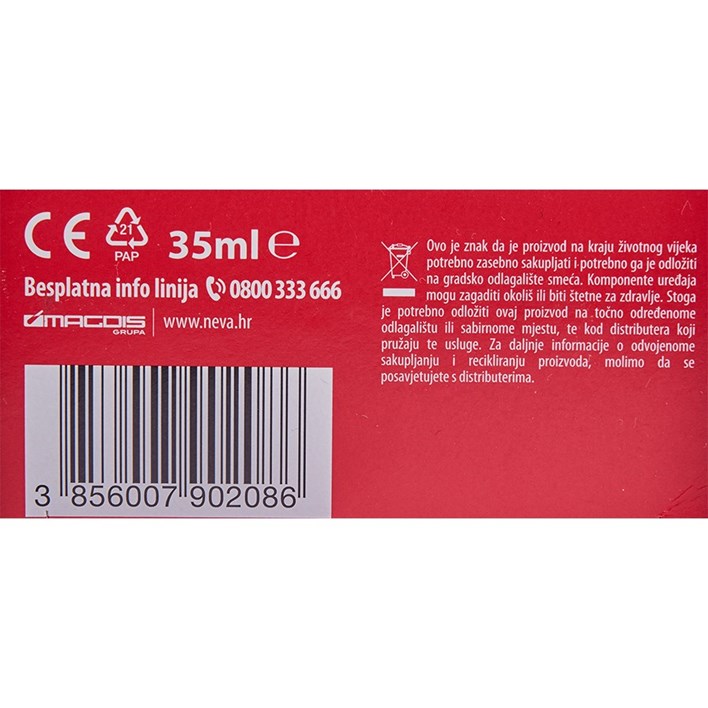 CE
21
PAP
35ml ℮
Besplatna info linija 0800 333 666
MAGDIS
GRUPA
www.neva.hr
3 856007 902086
Ovo je znak da je proizvod na kraju životnog vijeka
potrebno zasebno sakupljati i potrebno ga je odložiti
na gradsko odlagalište smeća. Komponente uređaja
mogu zagaditi okoliš ili biti štetne za zdravlje. Stoga
je potrebno odložiti ovaj proizvod na točno određenome
odlagalištu ili sabirnome mjestu, te kod distributera koji
pružaju te usluge. Za daljnje informacije o odvojenome
sakupljanju i recikliranju proizvoda, molimo da se
posavjetujete s distributerima.